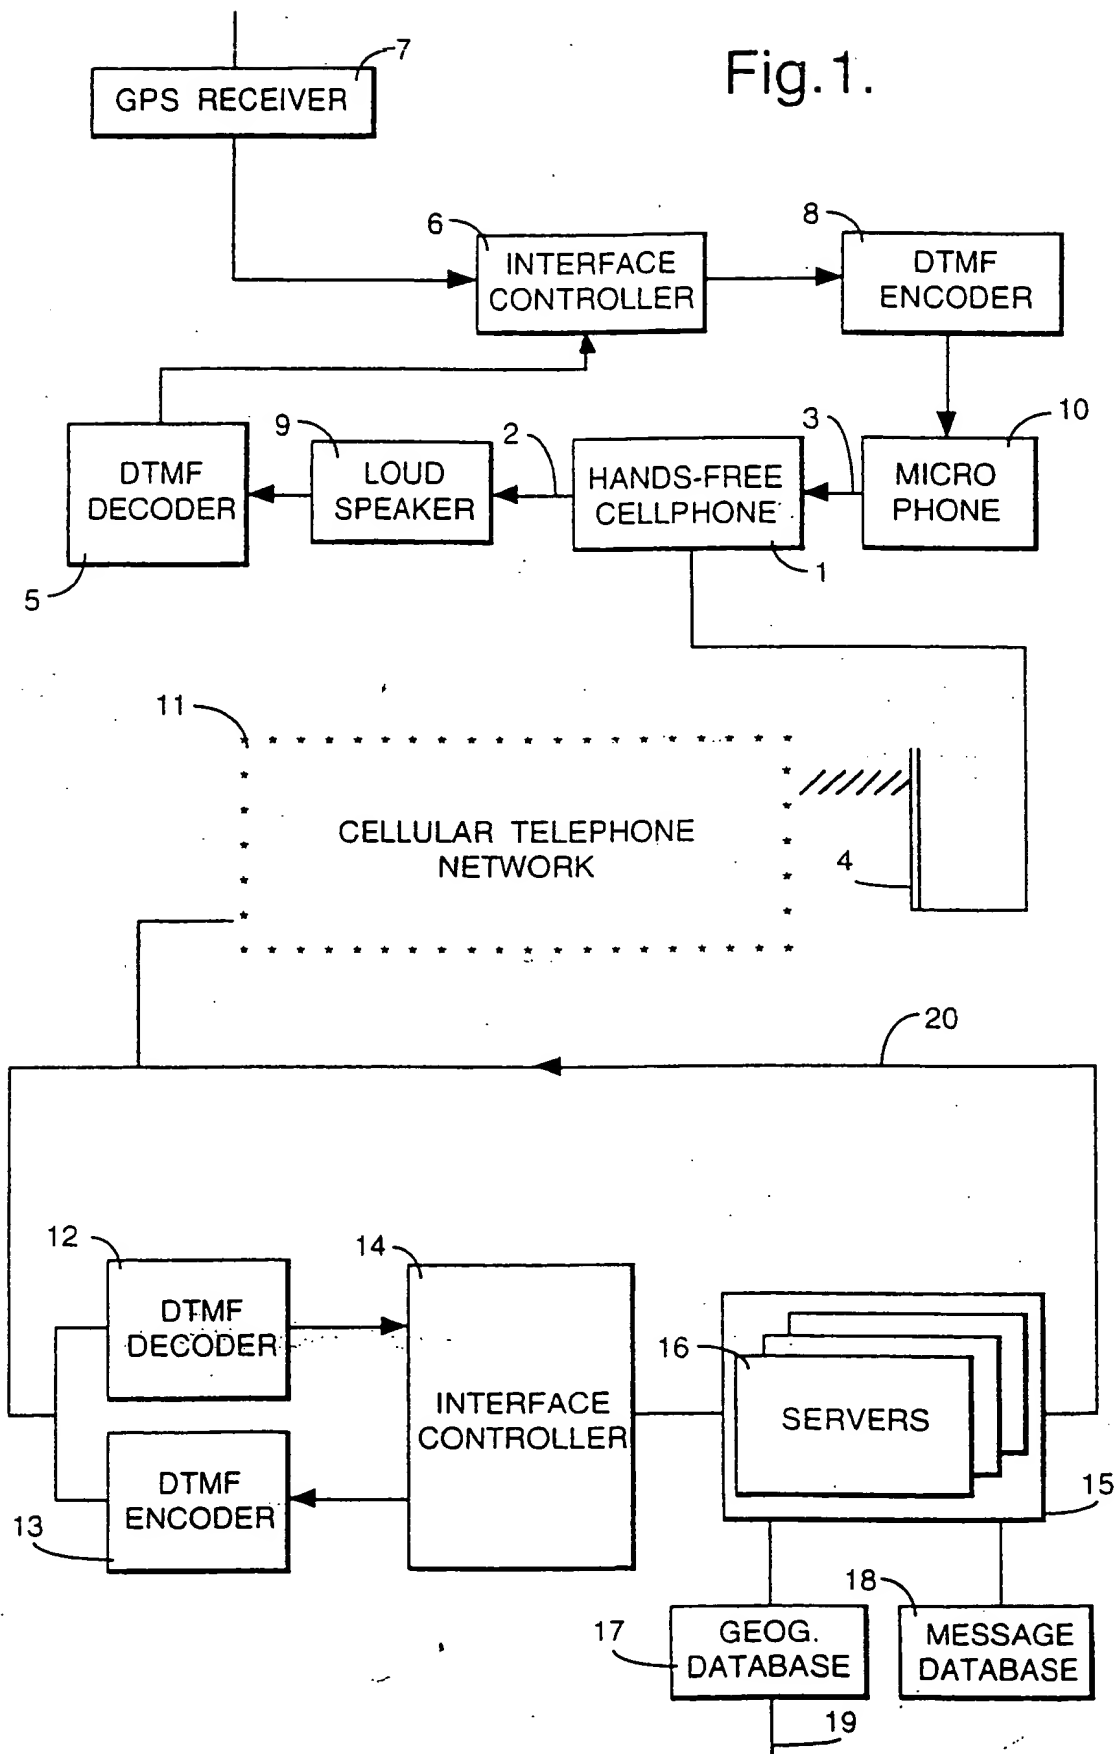 Fig.1.
7
GPS RECEIVER
6
INTERFACE
CONTROLLER
8
DTMF
ENCODER
9
2
3
10
DTMF
DECODER
LOUD
SPEAKER
HANDS-FREE
CELLPHONE
MICRO
PHONE
5
1
11
CELLULAR TELEPHONE
NETWORK
4
20
12
14
DTMF
DECODER
16
INTERFACE
CONTROLLER
SERVERS
DTMF
ENCODER
13
15
18
17
GEOG.
DATABASE
MESSAGE
DATABASE
19